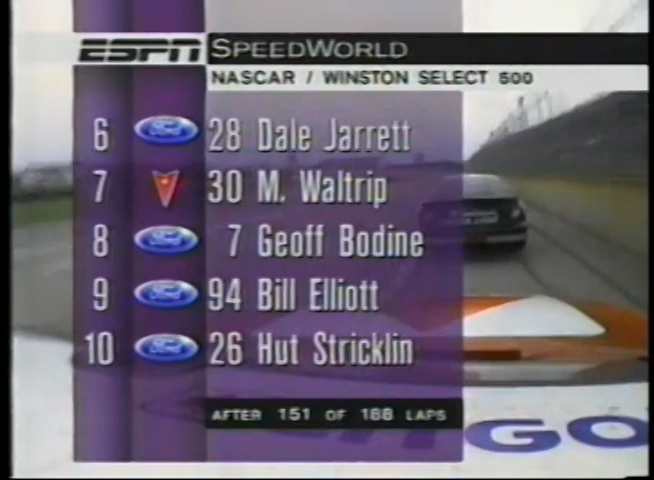 ESPN SPEEDWORLD
NASCAR / WINSTON SELECT 500
6 Ford 28 Dale Jarrett
7 30 M. Waltrip
8 Ford 7 Geoff Bodine
9 Ford 94 Bill Elliott
10 Ford 26 Hut Stricklin
AFTER 151 OF 188 LAPS
GO